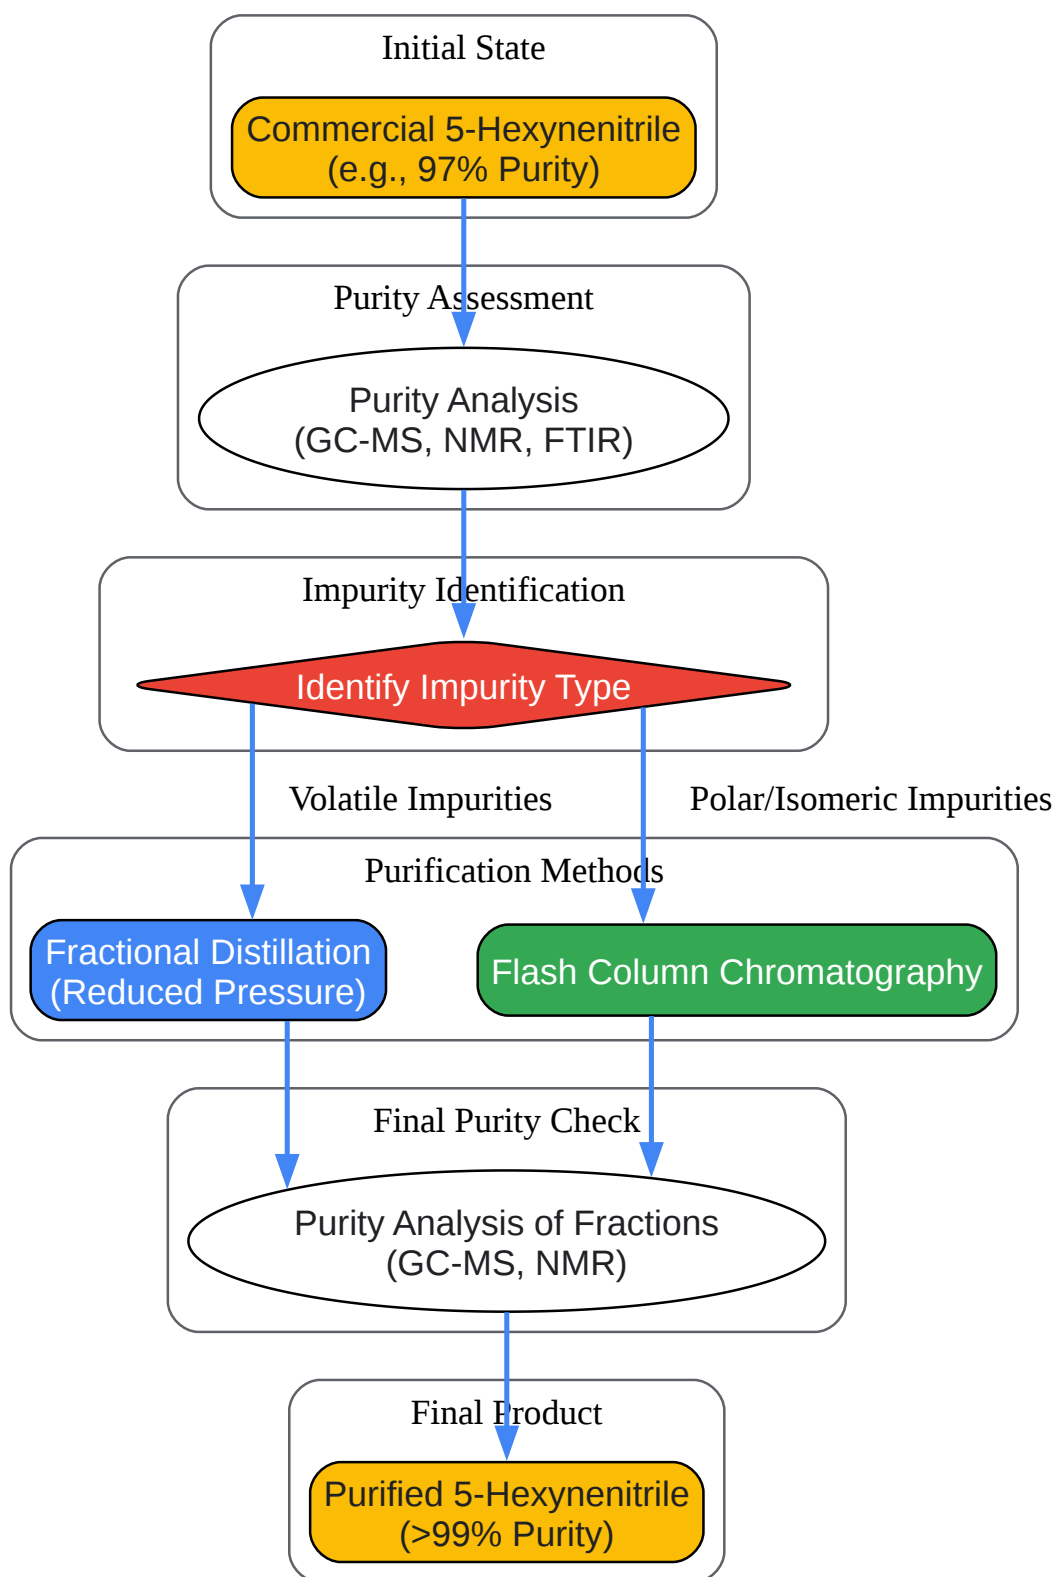 Initial State
Commercial 5-Hexynenitrile
(e.g., 97% Purity)
Purity Assessment
Purity Analysis
(GC-MS, NMR, FTIR)
Impurity Identification
Identify Impurity Type
Volatile Impurities
Polar/Isomeric Impurities
Purification Methods
Fractional Distillation
(Reduced Pressure)
Flash Column Chromatography
Final Purity Check
Purity Analysis of Fractions
(GC-MS, NMR)
Final Product
Purified 5-Hexynenitrile
(>99% Purity)